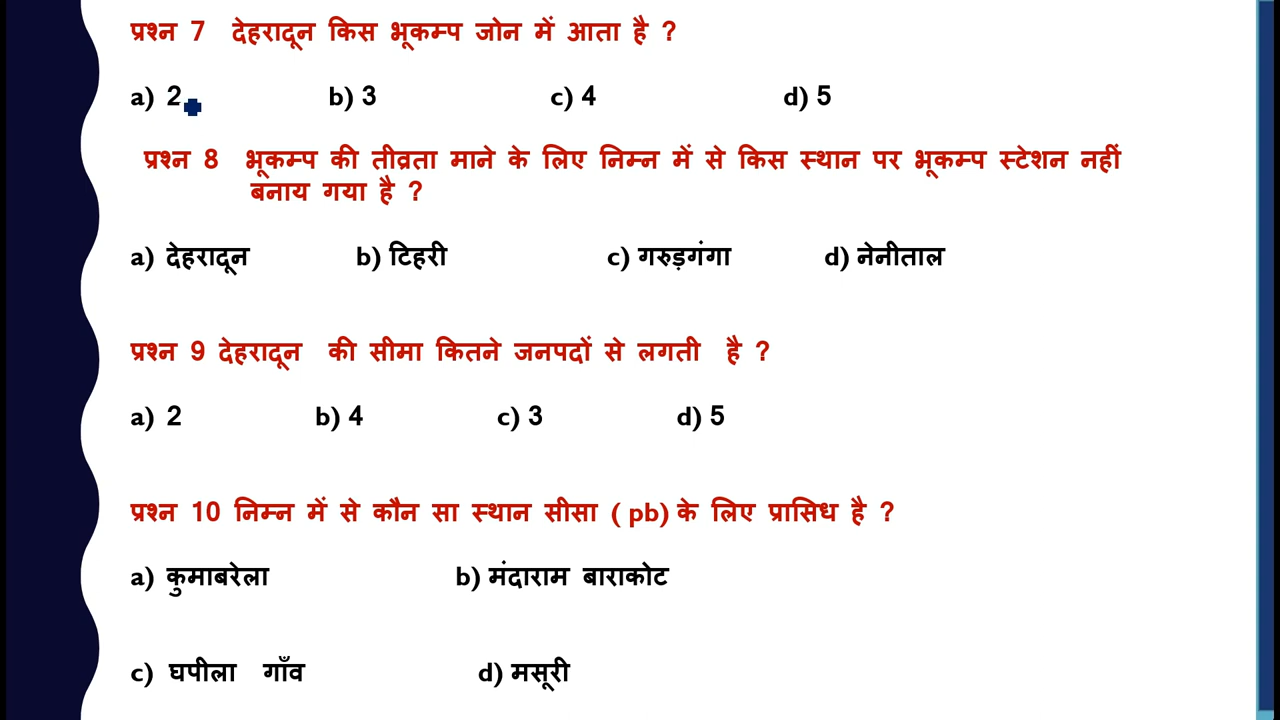 प्रश्न 7 देहरादून किस भूकम्प जोन में आता है ?
a) 2 b) 3 c) 4 d) 5
प्रश्न 8 भूकम्प की तीव्रता माने के लिए निम्न में से किस स्थान पर भूकम्प स्टेशन नहीं
बनाय गया है ?
a) देहरादून b) टिहरी c) गरुड़गंगा d) नेनीताल
प्रश्न 9 देहरादून की सीमा कितने जनपदों से लगती है ?
a) 2 b) 4 c) 3 d) 5
प्रश्न 10 निम्न में से कौन सा स्थान सीसा ( pb) के लिए प्रासिध है ?
a) कुमाबरेला b) मंदाराम बाराकोट
c) घपीला गाँव d) मसूरी